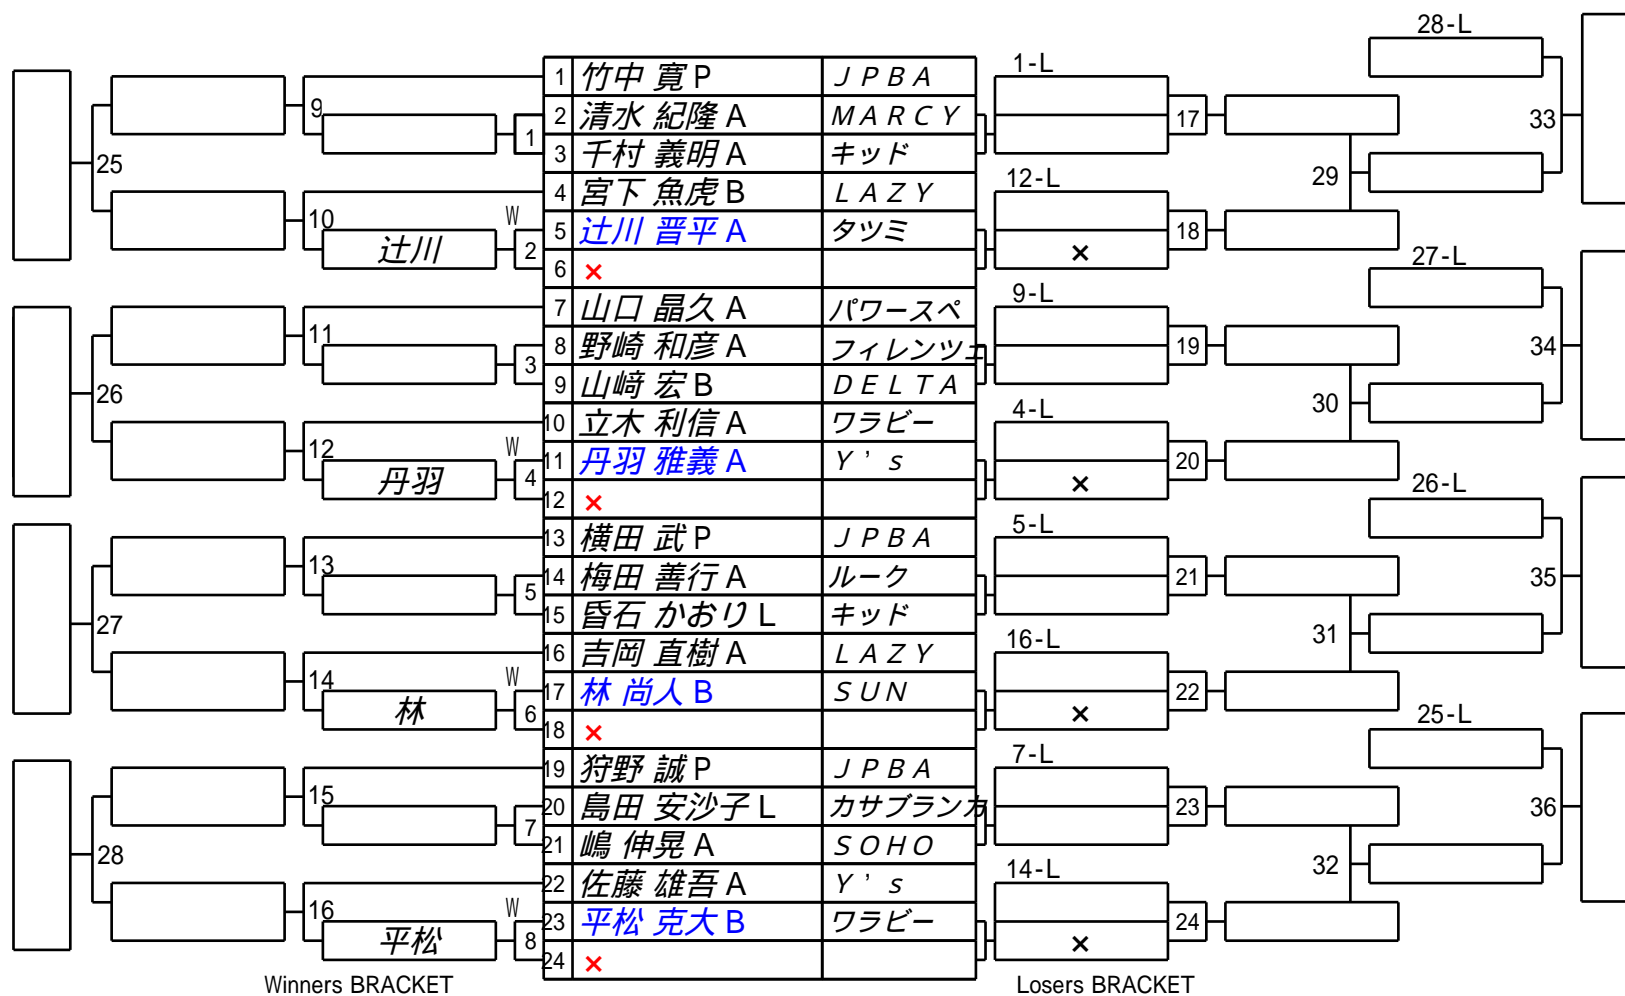 28-L
1 竹中 寛 P JPBA 1-L
9 2 清水 紀隆 A MARCY 17 33
1
3 千村 義明 A キッド
25 29
4 宮下 魚虎 B LAZY 12-L
10 W 5 辻川 晋平 A タツミ 18
辻川 2 ×
6 × 27-L
7 山口 晶久 A パワースペ 9-L
11 8 野崎 和彦 A フィレンツェ 19 34
3
9 山﨑 宏 B DELTA
26 30
10 立木 利信 A ワラビー 4-L
12 W 11 丹羽 雅義 A Y's 20
丹羽 4 ×
12 × 26-L
13 横田 武 P JPBA 5-L
13 14 梅田 善行 A ルーク 21 35
5
15 昏石 かおり L キッド
27 31
16 吉岡 直樹 A LAZY 16-L
14 W 17 林 尚人 B SUN 22
林 6 ×
18 × 25-L
19 狩野 誠 P JPBA 7-L
15 20 島田 安沙子 L カサブランカ 23 36
7
21 嶋 伸晃 A SOHO
28 32
22 佐藤 雄吾 A Y's 14-L
16 W 23 平松 克大 B ワラビー 24
平松 8 ×
24 ×
Winners BRACKET Losers BRACKET